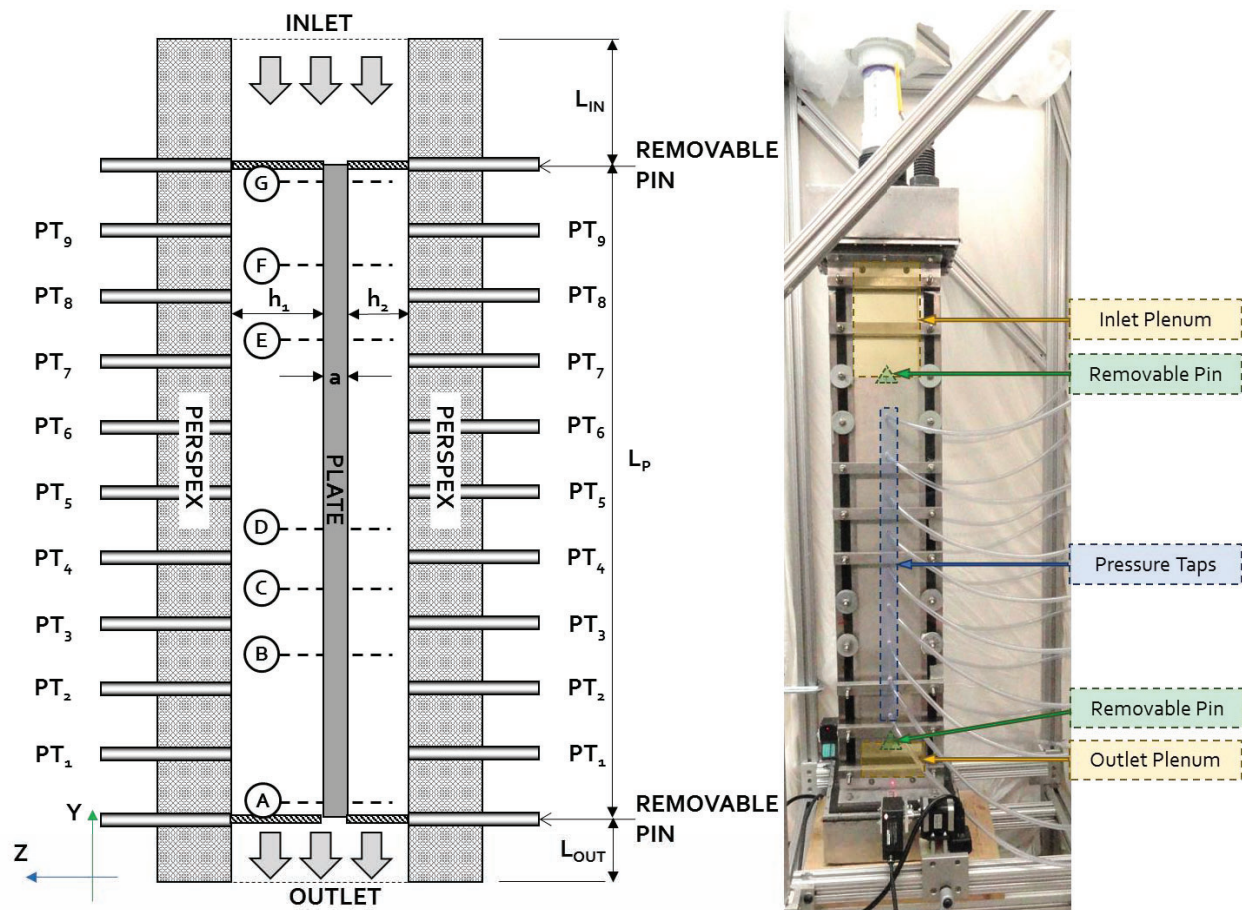 INLET
L_IN
REMOVABLE
PIN
G
PT₉
PT₉
F
PT₈
PT₈
h₁
h₂
E
PT₇
PT₇
a
PERSPEX
PERSPEX
PT₆
PT₆
L_P
PLATE
PT₅
PT₅
D
PT₄
PT₄
C
PT₃
PT₃
B
PT₂
PT₂
PT₁
PT₁
A
REMOVABLE
PIN
Y
Z
L_OUT
OUTLET
Inlet Plenum
Removable Pin
Pressure Taps
Removable Pin
Outlet Plenum